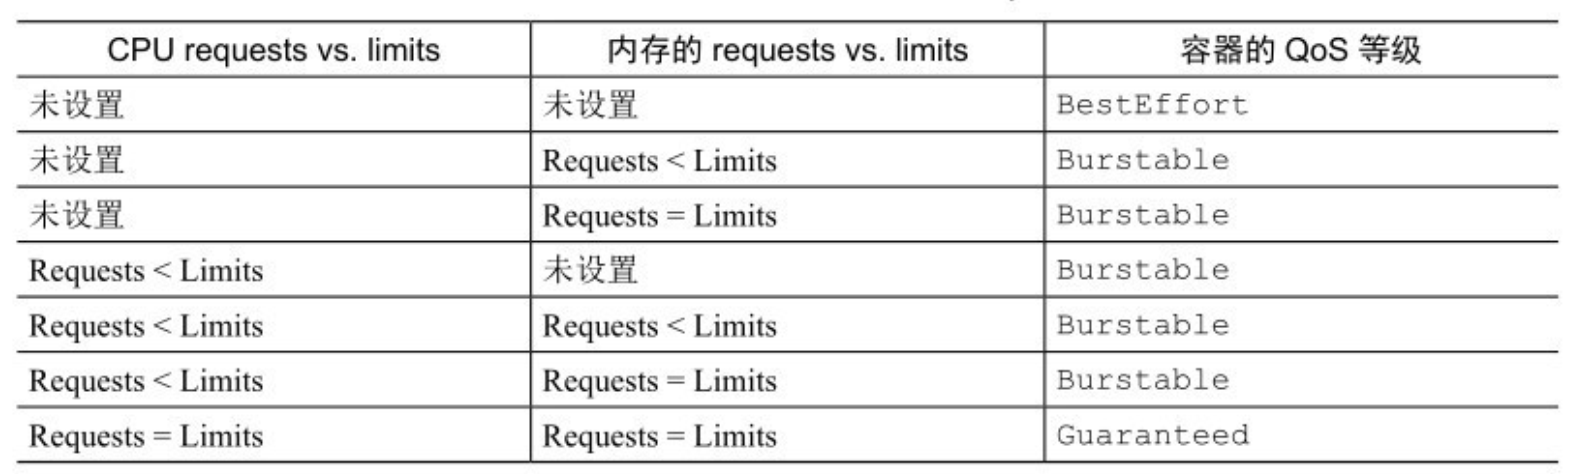 CPU requests vs. limits 内存的 requests vs. limits 容器的 QoS 等级
未设置 未设置 BestEffort
未设置 Requests < Limits Burstable
未设置 Requests = Limits Burstable
Requests < Limits 未设置 Burstable
Requests < Limits Requests < Limits Burstable
Requests < Limits Requests = Limits Burstable
Requests = Limits Requests = Limits Guaranteed